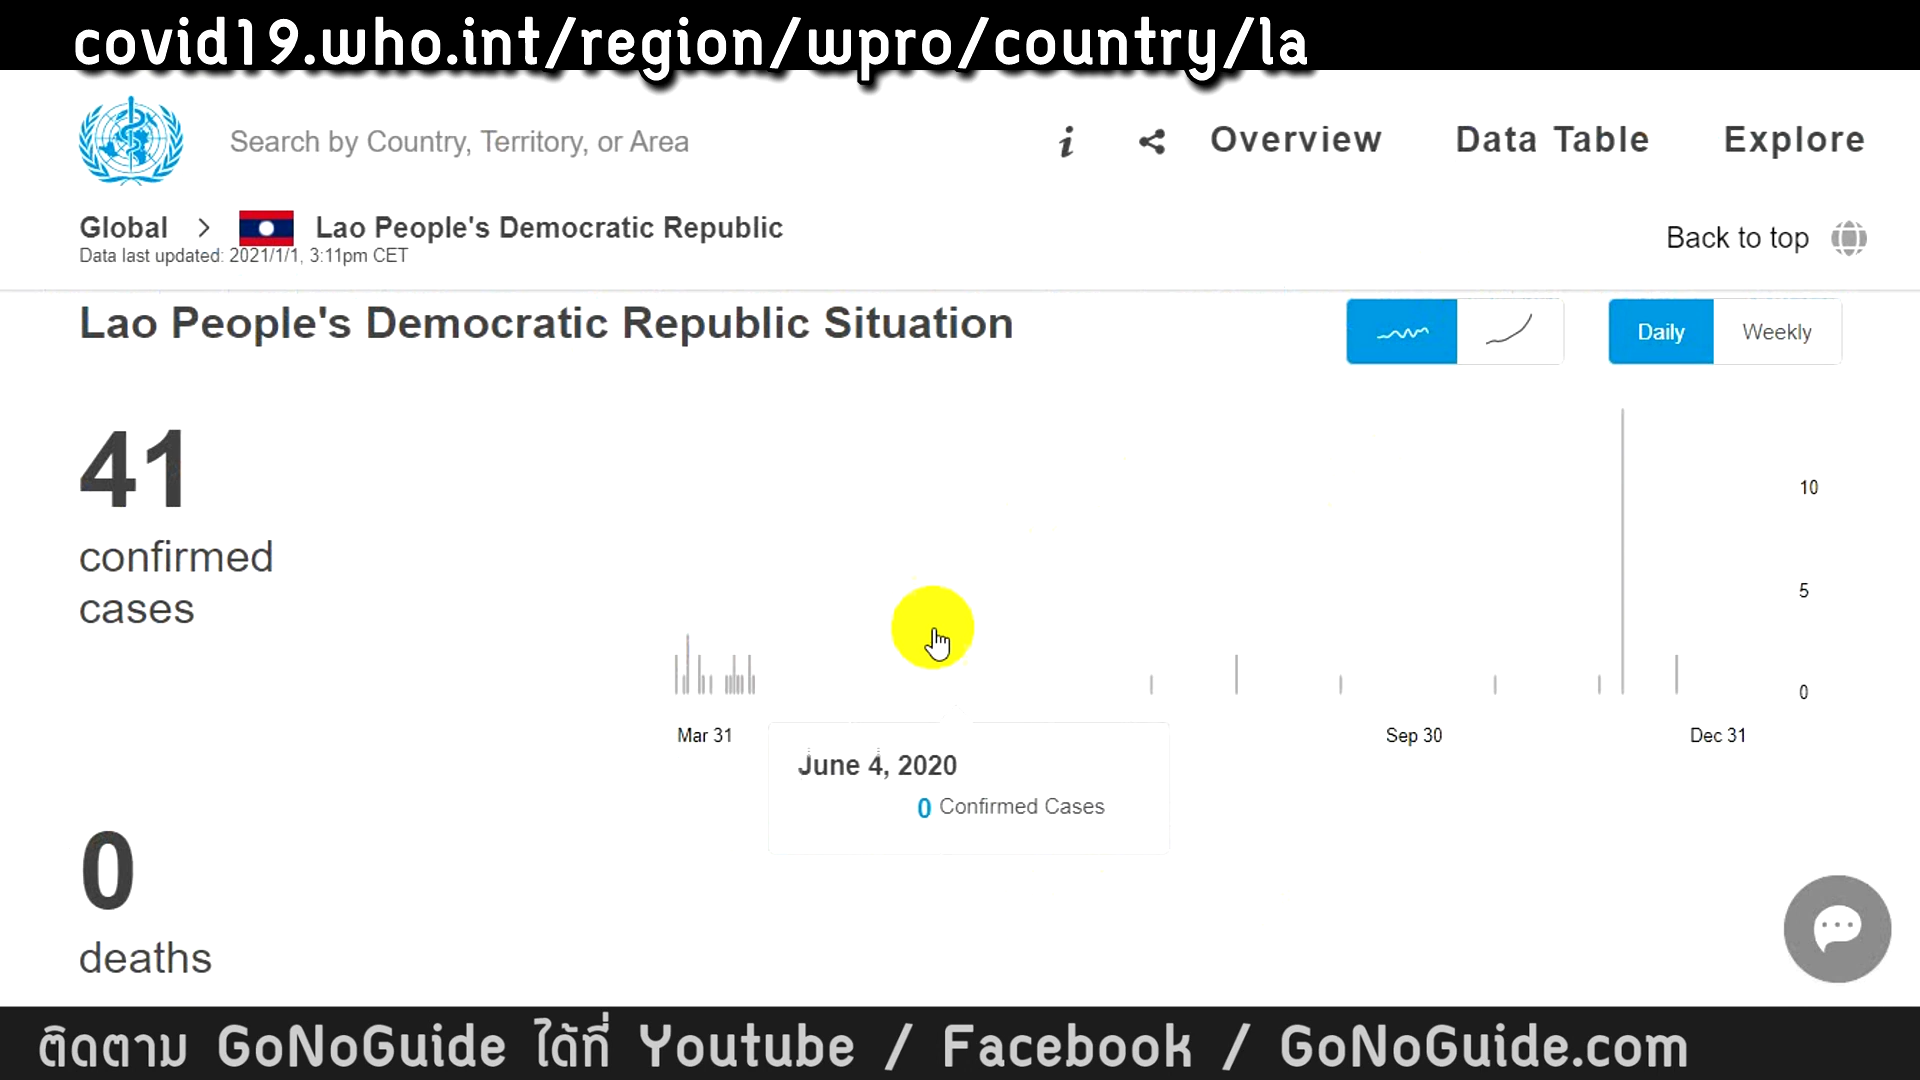 covid19.who.int/region/wpro/country/la
Search by Country, Territory, or Area
i
Overview
Data Table
Explore
Global > Lao People's Democratic Republic
Data last updated: 2021/1/1, 3:11pm CET
Back to top
Lao People's Democratic Republic Situation
Daily
Weekly
41
confirmed
cases
10
5
0
Mar 31
Sep 30
Dec 31
June 4, 2020
0 Confirmed Cases
0
deaths
ติดตาม GoNoGuide ได้ที่ Youtube / Facebook / GoNoGuide.com